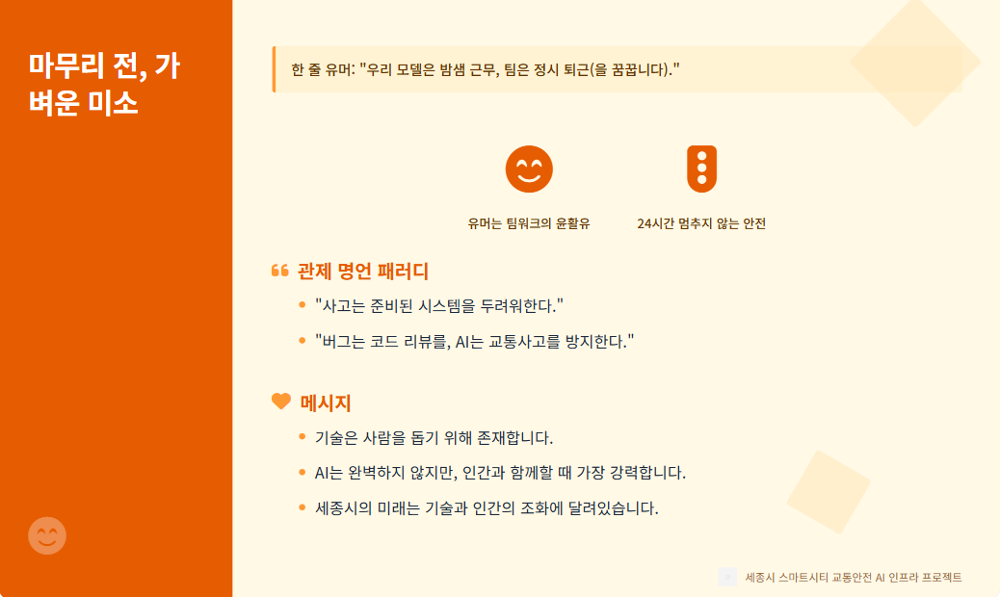 마무리 전, 가
벼운 미소
한 줄 유머: "우리 모델은 밤샘 근무, 팀은 정시 퇴근(을 꿈꿉니다)."
유머는 팀워크의 윤활유
24시간 멈추지 않는 안전
관제 명언 패러디
"사고는 준비된 시스템을 두려워한다."
"버그는 코드 리뷰를, AI는 교통사고를 방지한다."
메시지
기술은 사람을 돕기 위해 존재합니다.
AI는 완벽하지 않지만, 인간과 함께할 때 가장 강력합니다.
세종시의 미래는 기술과 인간의 조화에 달려있습니다.
세종시 스마트시티 교통안전 AI 인프라 프로젝트